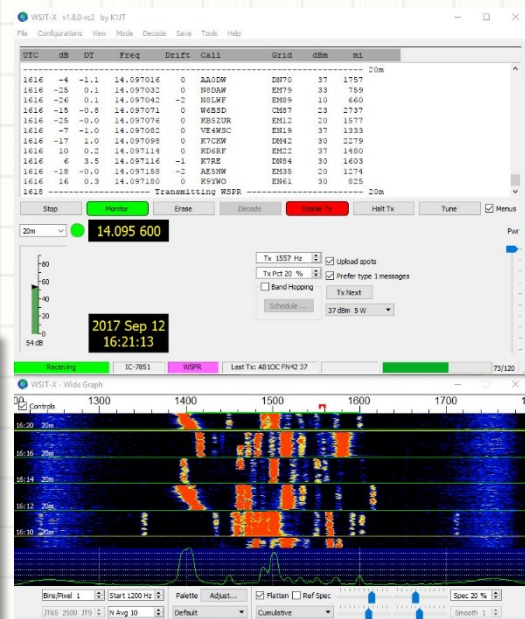 WSJT-X v1.8.0-rc2 by K1JT
File Configurations View Mode Decode Save Tools Help
UTC dB DT Freq Drift Call Grid dBm mi
---- 20m
1616 -4 -1.1 14.097016 0 AA0DW DN70 37 1757
1616 -25 0.1 14.097032 0 N8DAW EM79 33 759
1616 -26 0.1 14.097042 -2 N8LWF EM89 10 660
1616 -15 -0.0 14.097071 0 W6BSD CM87 23 2737
1616 -25 -0.0 14.097076 0 KB5ZUR EM12 20 1577
1616 -7 -1.0 14.097082 0 VE4WSC EN19 37 1333
1616 -17 1.0 14.097098 0 K7CKW DM42 30 2279
1616 10 0.2 14.097114 0 KD6RF EM22 37 1480
1616 6 3.5 14.097116 -1 K7RE DN84 30 1603
1616 -18 -0.0 14.097158 -2 AE5NW EM35 20 1274
1616 16 0.3 14.097180 0 K9YWO EN61 30 825
1618 ---- Transmitting WSPR ---- 20m
Stop Monitor Erase Decode Enable Tx Halt Tx Tune Menus
20m 14.095 600 Pwr
-80
-60
-40
-20
-0
54 dB
Tx 1557 Hz Upload spots
Tx Pct 20 % Prefer type 1 messages
Band Hopping Tx Next
Schedule ... 37 dBm 5 W
2017 Sep 12
16:21:13
Receiving IC-7851 WSPR Last Tx: AB1OC FN42 37 73/120
WSJT-X - Wide Graph
Controls 1300 1400 1500 1600 1700
16:20 20m
16:16 20m
16:14 20m
16:12 20m
16:10 20m
Bins/Pixel 1 Start 1200 Hz Palette Adjust... Flatten Ref Spec Spec 20 %
JT65 2500 JT9 N Avg 10 Default Cumulative Smooth 1